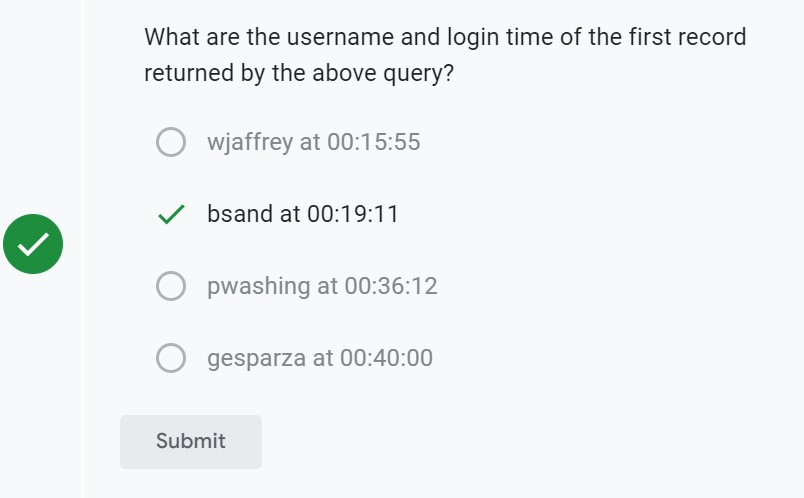 What are the username and login time of the first record
returned by the above query?
wjaffrey at 00:15:55
bsand at 00:19:11
pwashing at 00:36:12
gesparza at 00:40:00
Submit